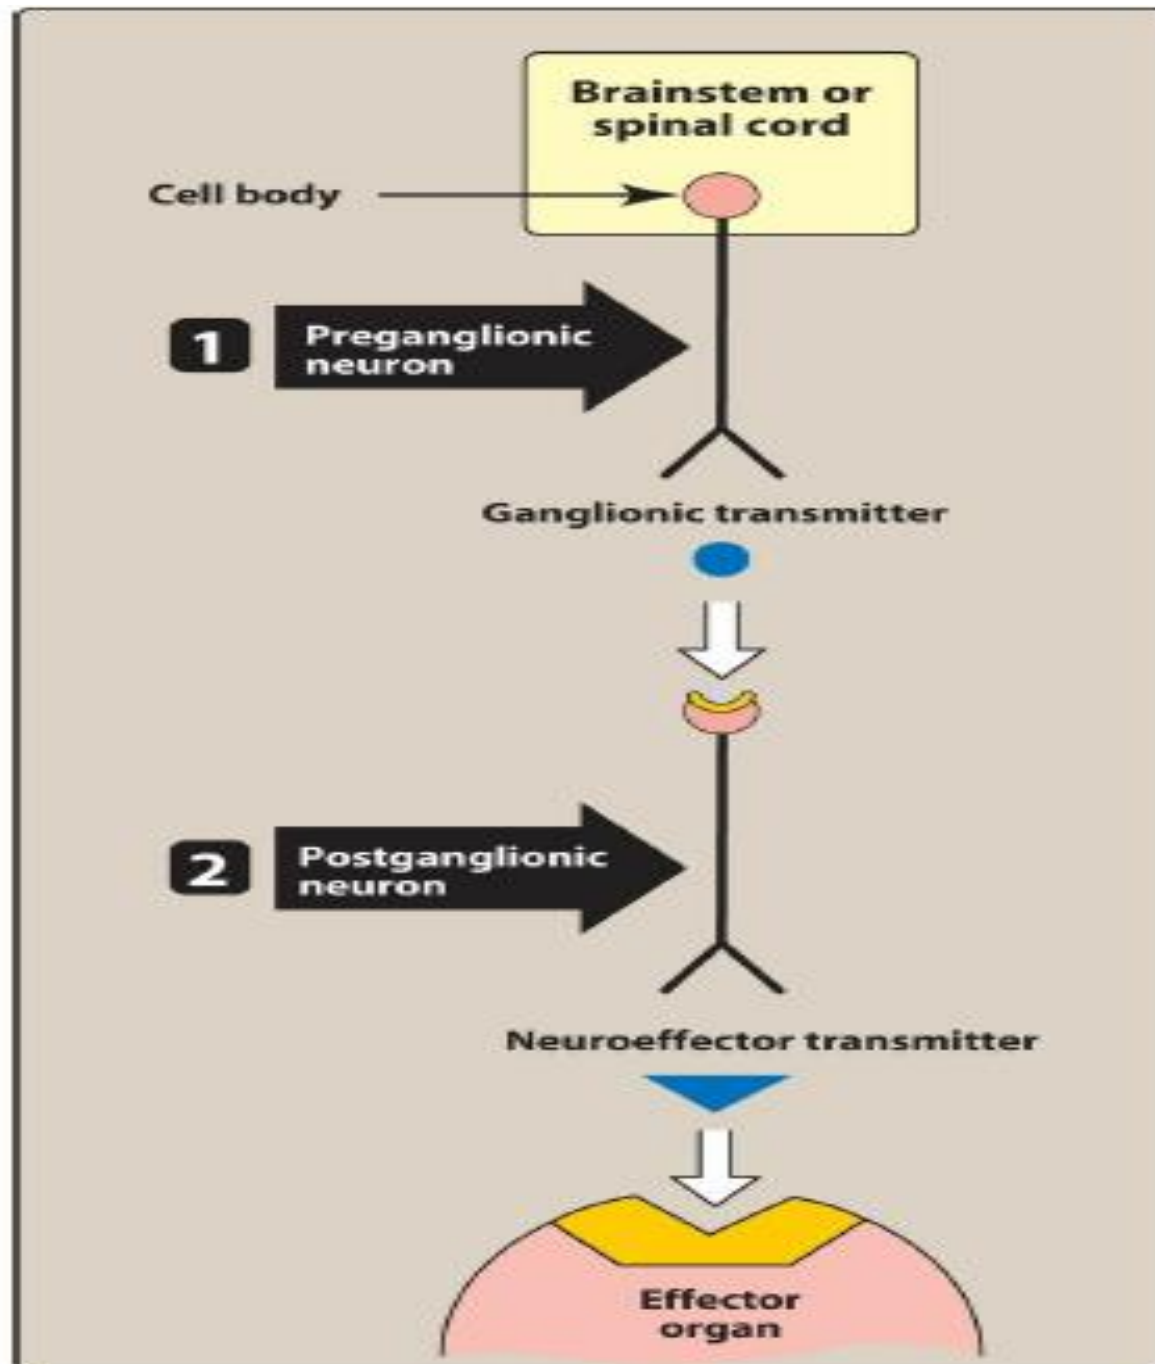 Brainstem or
spinal cord
Cell body
1
Preganglionic
neuron
Ganglionic transmitter
2
Postganglionic
neuron
Neuroeffector transmitter
Effector
organ